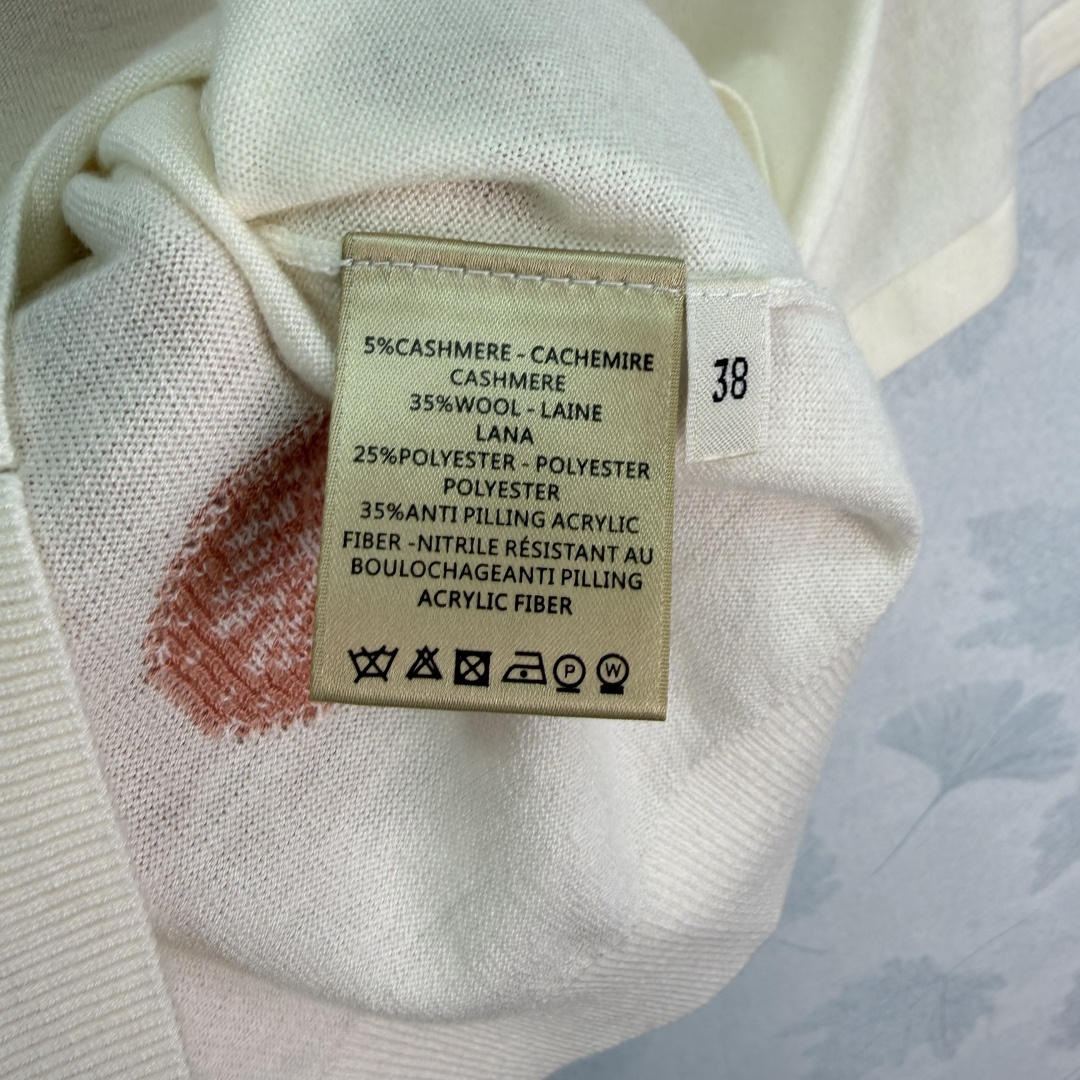 5%CASHMERE - CACHEMIRE
CASHMERE
35%WOOL - LAINE
LANA
25%POLYESTER - POLYESTER
POLYESTER
35%ANTI PILLING ACRYLIC
FIBER -NITRILE RÉSISTANT AU
BOULOCHAGEANTI PILLING
ACRYLIC FIBER
P W
38